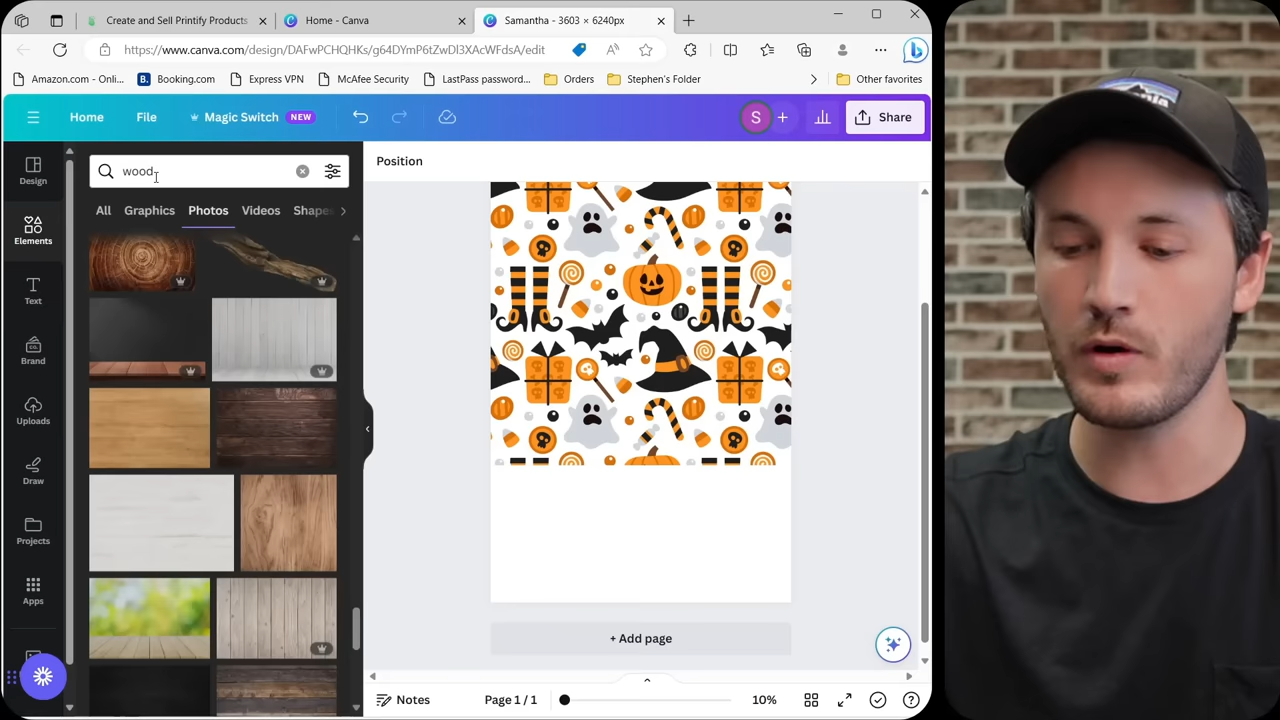 Create and Sell Printify Products
Home - Canva
Samantha - 3603 × 6240px
https://www.canva.com/design/DAFwPCHQHKs/g64DYmP6tZwDl3XAcWFdsA/edit
Amazon.com - Onli...
Booking.com
Express VPN
McAfee Security
LastPass password...
Orders
Stephen's Folder
Other favorites
Home
File
Magic Switch NEW
S
Share
Design
Elements
Text
Brand
Uploads
Draw
Projects
Apps
wood
All
Graphics
Photos
Videos
Shapes
Position
+ Add page
Notes
Page 1 / 1
10%